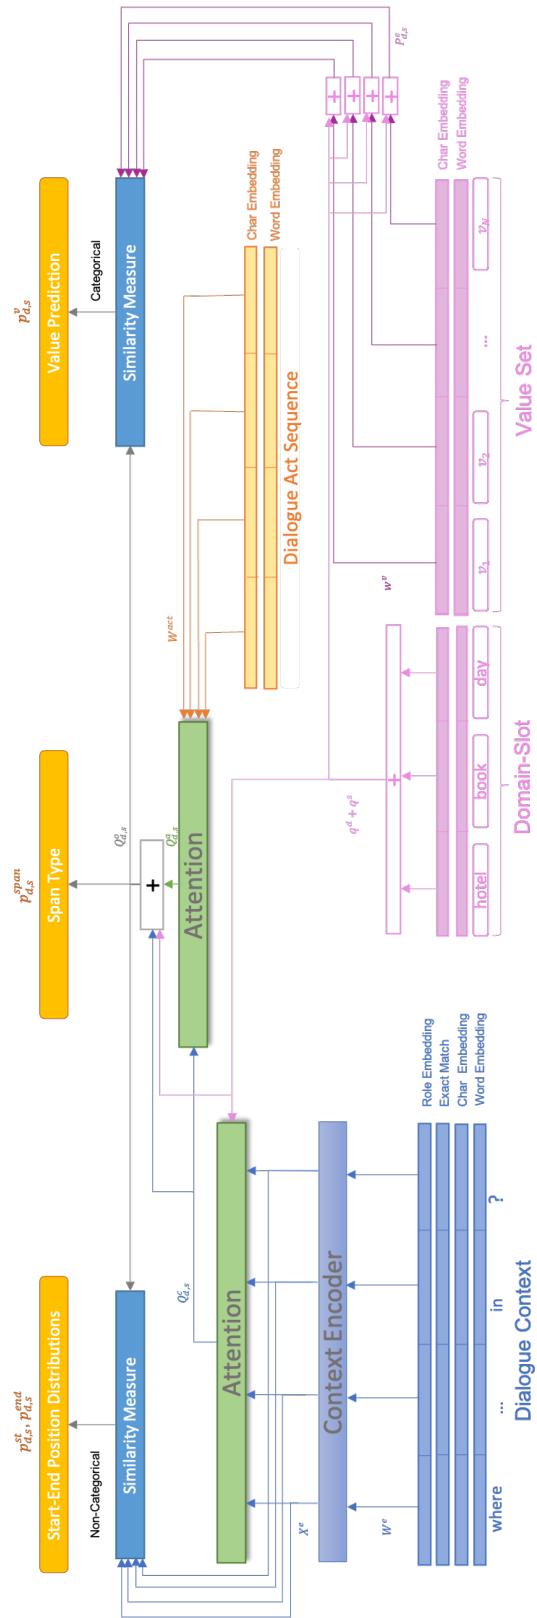 p^{st}_{d,s}, p^{end}_{d,s}
p^{span}_{d,s}
p^{v}_{d,s}
Start-End Position Distributions
Span Type
Value Prediction
Non-Categorical
Categorical
Similarity Measure
Similarity Measure
Q^{o}_{d,s}
+
Q^{a}_{d,s}
Attention
W^{act}
Q^{c}_{d,s}
Attention
Char Embedding
Word Embedding
Dialogue Act Sequence
X^{e}
Context Encoder
W^{e}
q^{d} + q^{s}
+
w^{v}
+
+
+
+
P^{e}_{d,s}
Role Embedding
Exact Match
Char Embedding
Word Embedding
Char Embedding
Word Embedding
where
...
in
?
hotel
book
day
v_1
v_2
...
v_N
Dialogue Context
Domain-Slot
Value Set